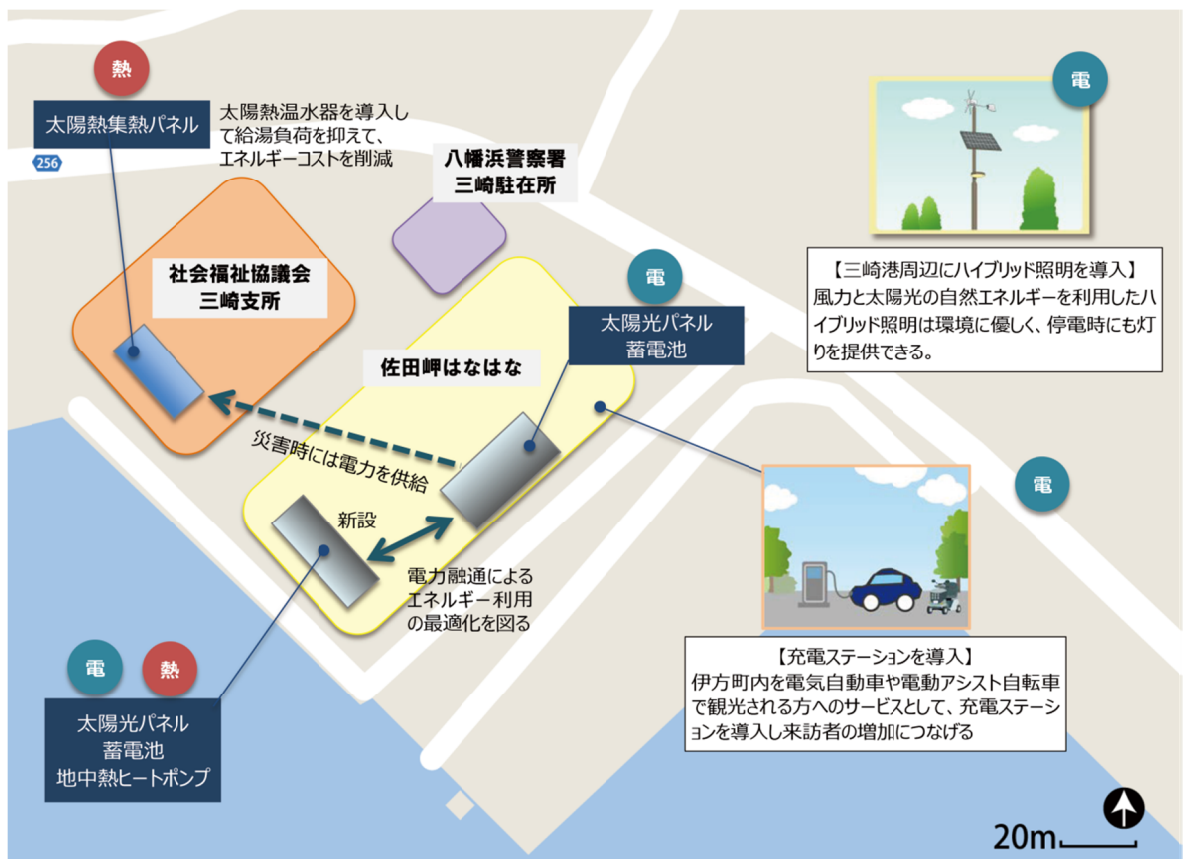 熱
太陽熱集熱パネル
太陽熱温水器を導入し
て給湯負荷を抑えて、
エネルギーコストを削減
256
八幡浜警察署
三崎駐在所
電
【三崎港周辺にハイブリッド照明を導入】
風力と太陽光の自然エネルギーを利用したハ
イブリッド照明は環境に優しく、停電時にも灯
りを提供できる。
社会福祉協議会
三崎支所
電
太陽光パネル
蓄電池
佐田岬はなはな
災害時には電力を供給
新設
電力融通による
エネルギー利用
の最適化を図る
電
【充電ステーションを導入】
伊方町内を電気自動車や電動アシスト自転車
で観光される方へのサービスとして、充電ステーシ
ョンを導入し来訪者の増加につなげる
電
熱
太陽光パネル
蓄電池
地中熱ヒートポンプ
20m